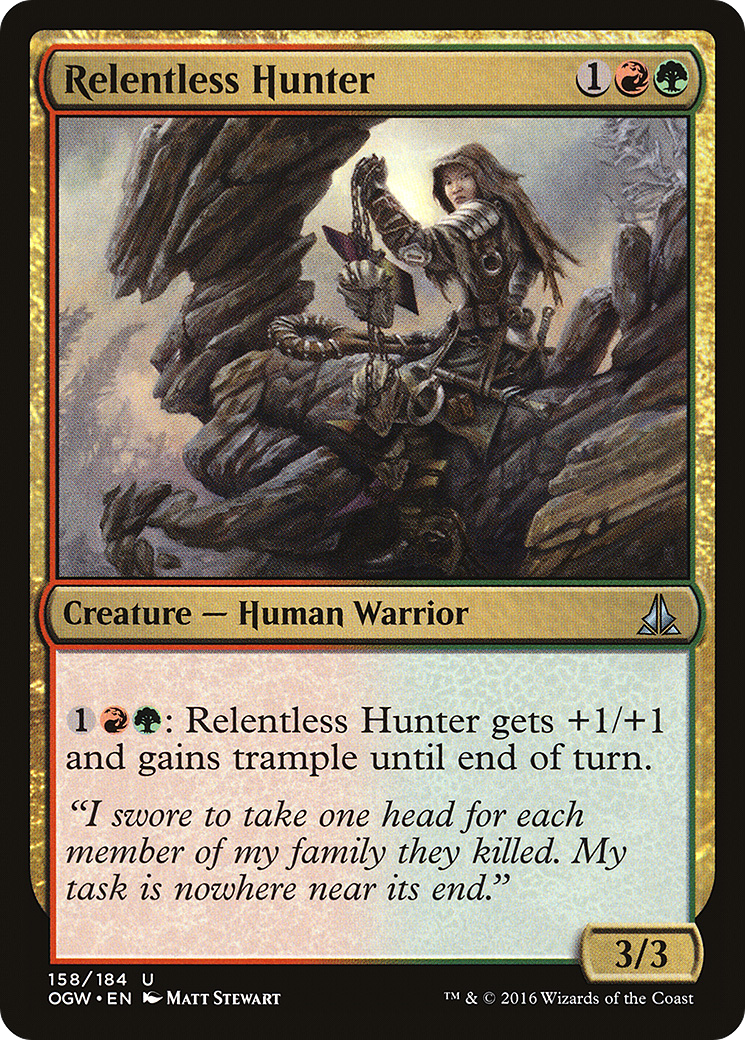 Relentless Hunter 1
Creature — Human Warrior
1 : Relentless Hunter gets +1/+1
and gains trample until end of turn.
“I swore to take one head for each
member of my family they killed. My
task is nowhere near its end.”
3/3
158/184 U
OGW • EN Matt Stewart
™ & © 2016 Wizards of the Coast